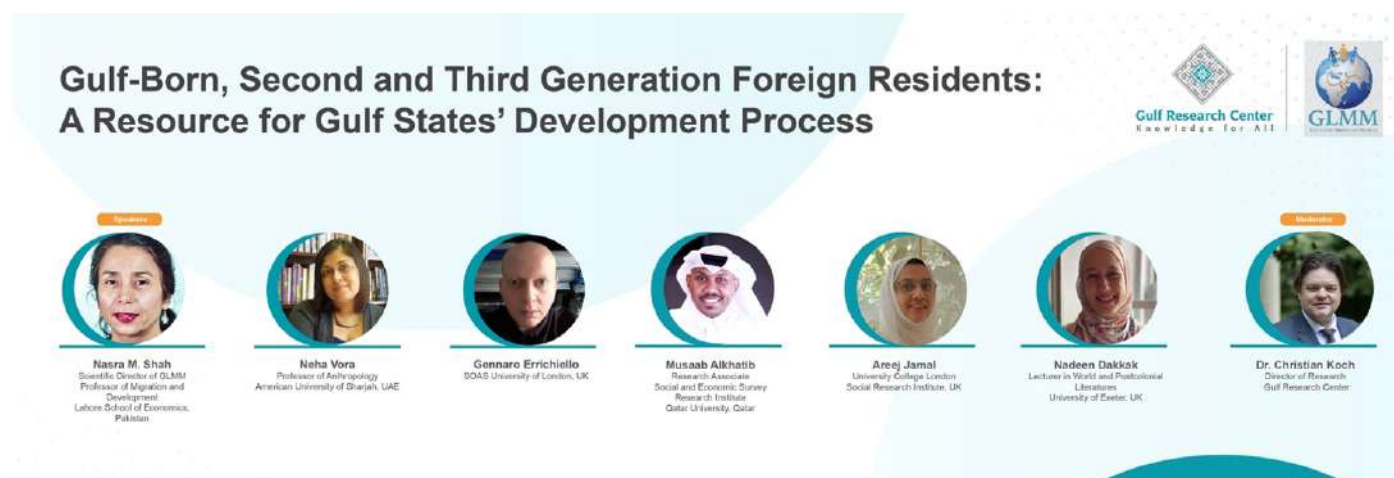 Gulf-Born, Second and Third Generation Foreign Residents:
A Resource for Gulf States’ Development Process
Gulf Research Center
Knowledge for All
GLMM
Speakers
Nasra M. Shah
Scientific Director of GLMM
Professor of Migration and
Development
Lahore School of Economics,
Pakistan
Neha Vora
Professor of Anthropology
American University of Sharjah, UAE
Gennaro Errichiello
SOAS University of London, UK
Musaab Alkhatib
Research Associate
Social and Economic Survey
Research Institute
Qatar University, Qatar
Areej Jamal
University College London
Social Research Institute, UK
Nadeen Dakkak
Lecturer in World and Postcolonial
Literatures
University of Exeter, UK
Moderator
Dr. Christian Koch
Director of Research
Gulf Research Center